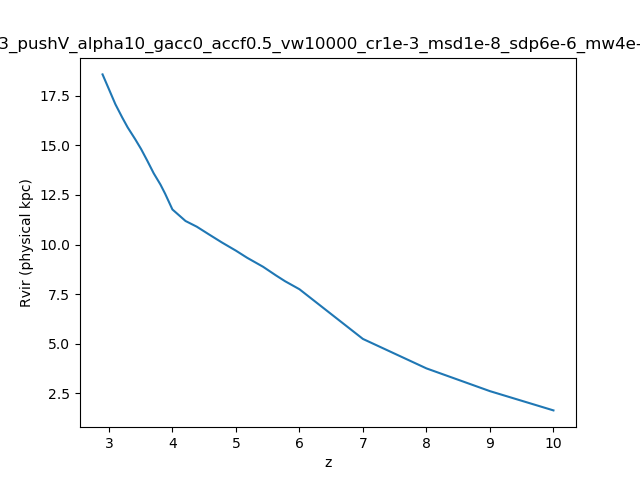 3_pushV_alpha10_gacc0_accf0.5_vw10000_cr1e-3_msd1e-8_sdp6e-6_mw4e-
17.5
15.0
12.5
10.0
7.5
5.0
2.5
Rvir (physical kpc)
3 4 5 6 7 8 9 10
z